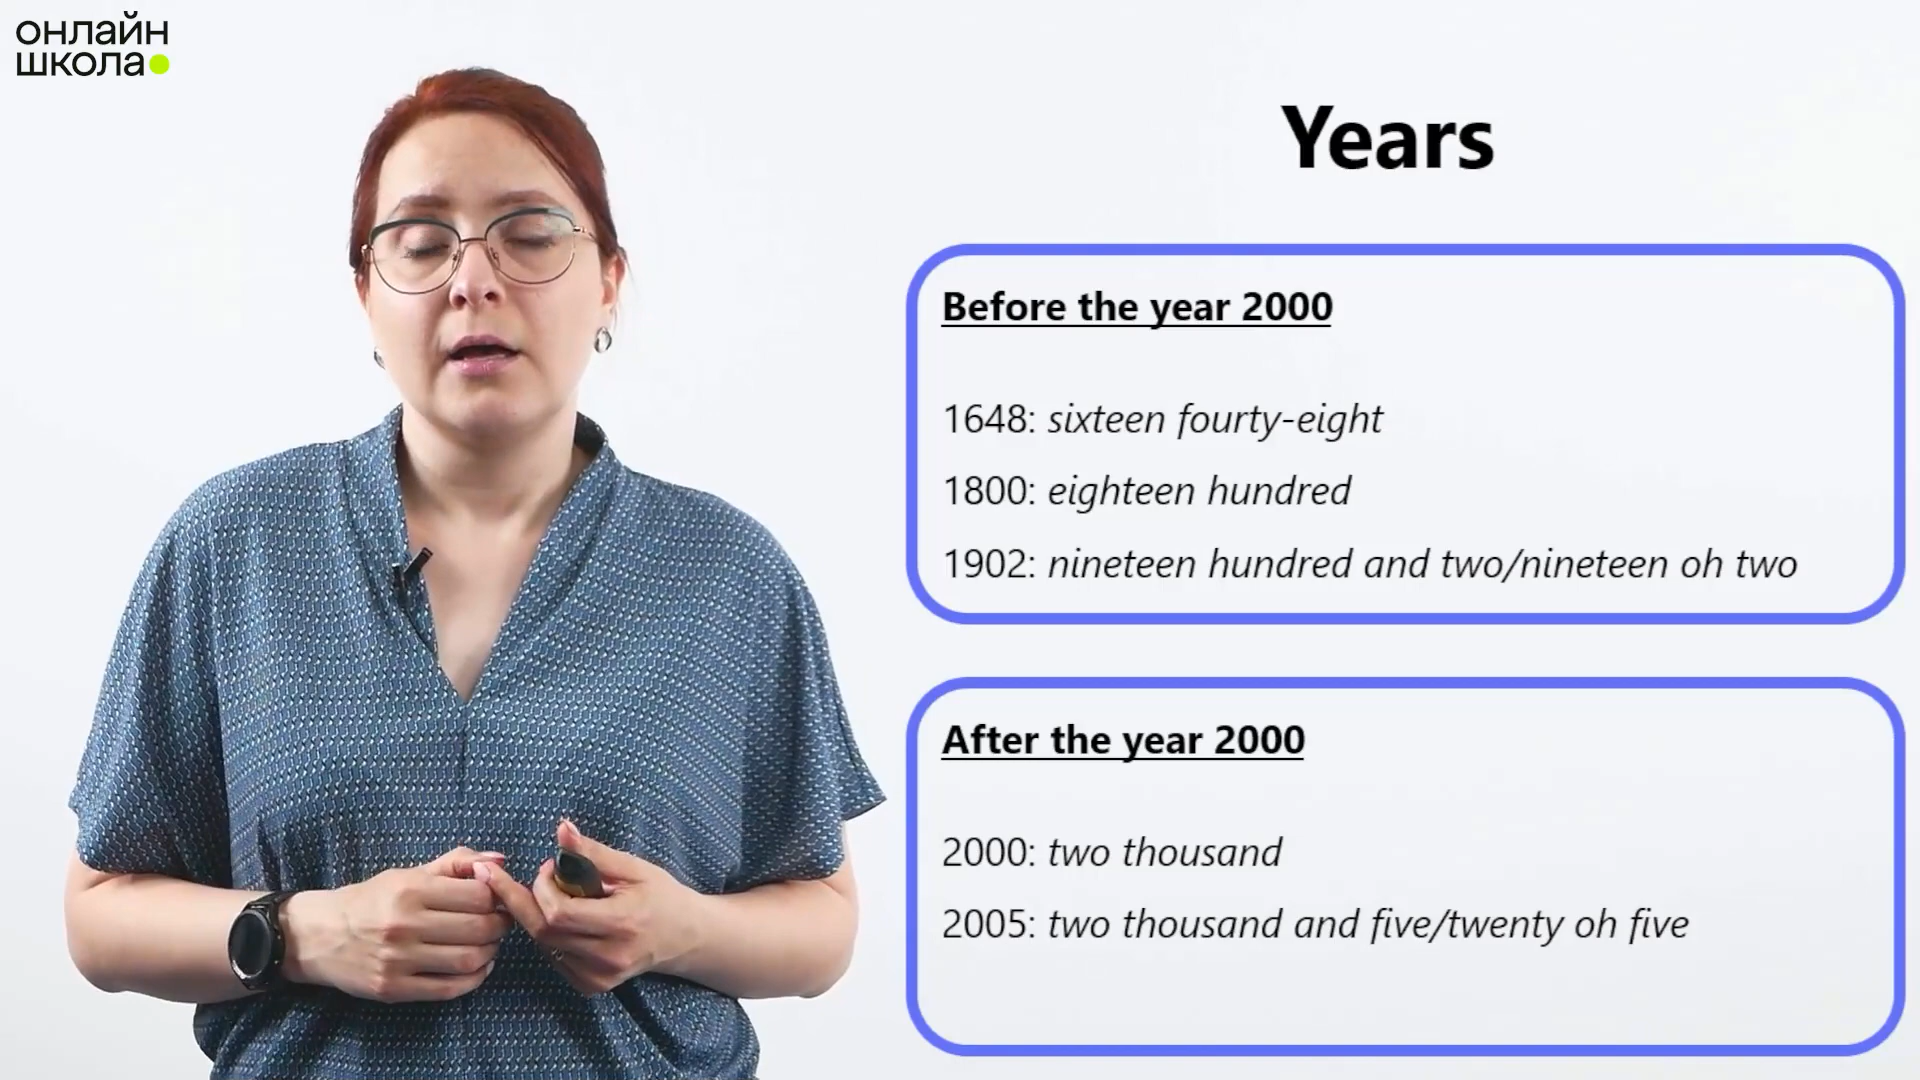 онлайн
школа
Years
Before the year 2000
1648: sixteen fourty-eight
1800: eighteen hundred
1902: nineteen hundred and two/nineteen oh two
After the year 2000
2000: two thousand
2005: two thousand and five/twenty oh five